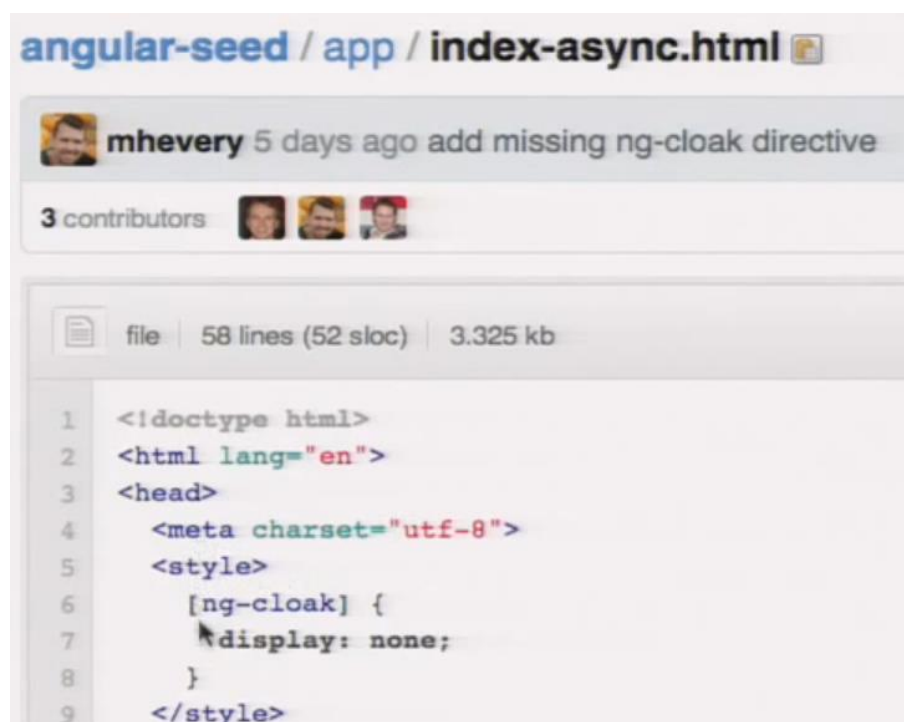 angular-seed / app / index-async.html
mhevery 5 days ago add missing ng-cloak directive
3 contributors
file 58 lines (52 sloc) 3.325 kb
1 <!doctype html>
2 <html lang="en">
3 <head>
4 <meta charset="utf-8">
5 <style>
6 [ng-cloak] {
7 display: none;
8 }
9 </style>